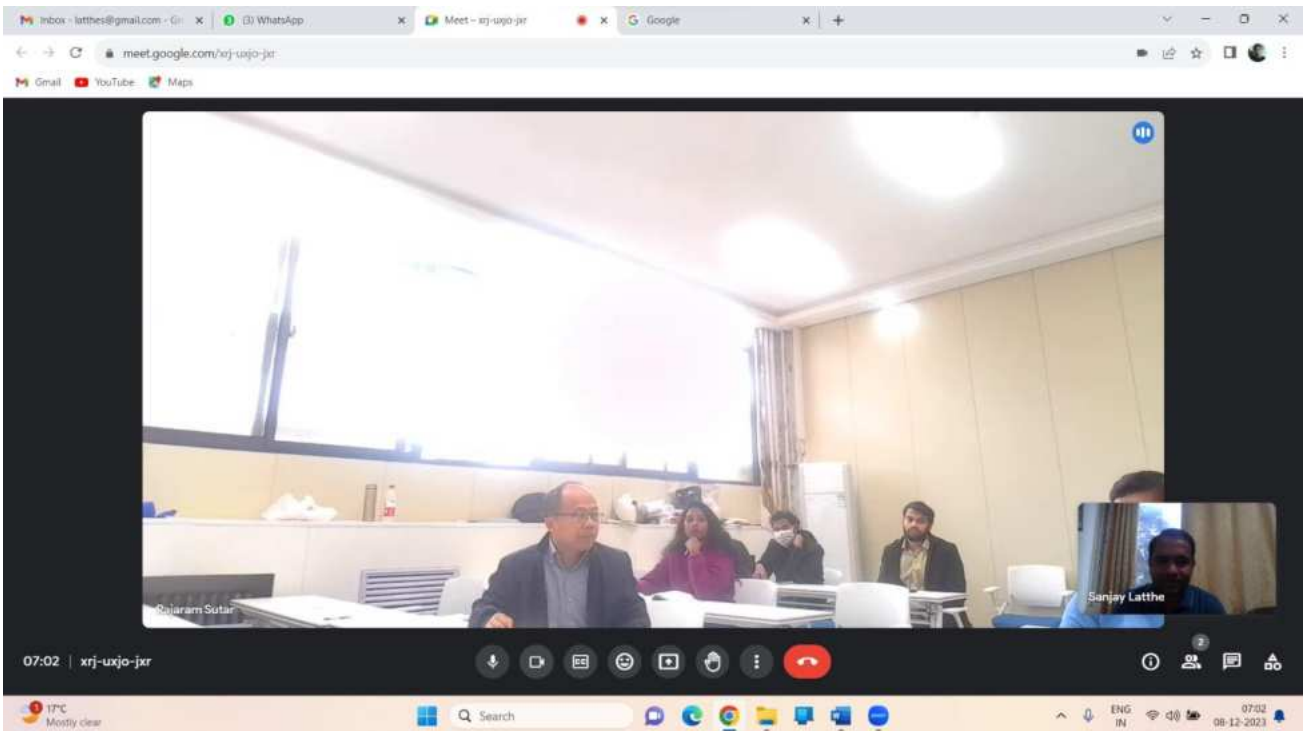 Inbox - latthes@gmail.com - G
(3) WhatsApp
Meet – xrj-uxjo-jxr
Google
meet.google.com/xrj-uxjo-jxr
Gmail
YouTube
Maps
Rajaram Sutar
Sanjay Latthe
07:02 | xrj-uxjo-jxr
CC
2
1
17°C
Mostly clear
Search
ENG
IN
07:02
08-12-2023